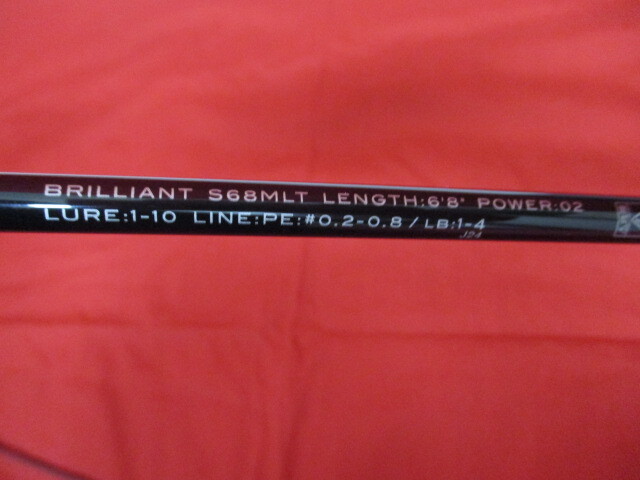 BRILLIANT S68MLT LENGTH:6'8" POWER:02
LURE:1-10 LINE:PE:#0.2-0.8 / LB:1-4